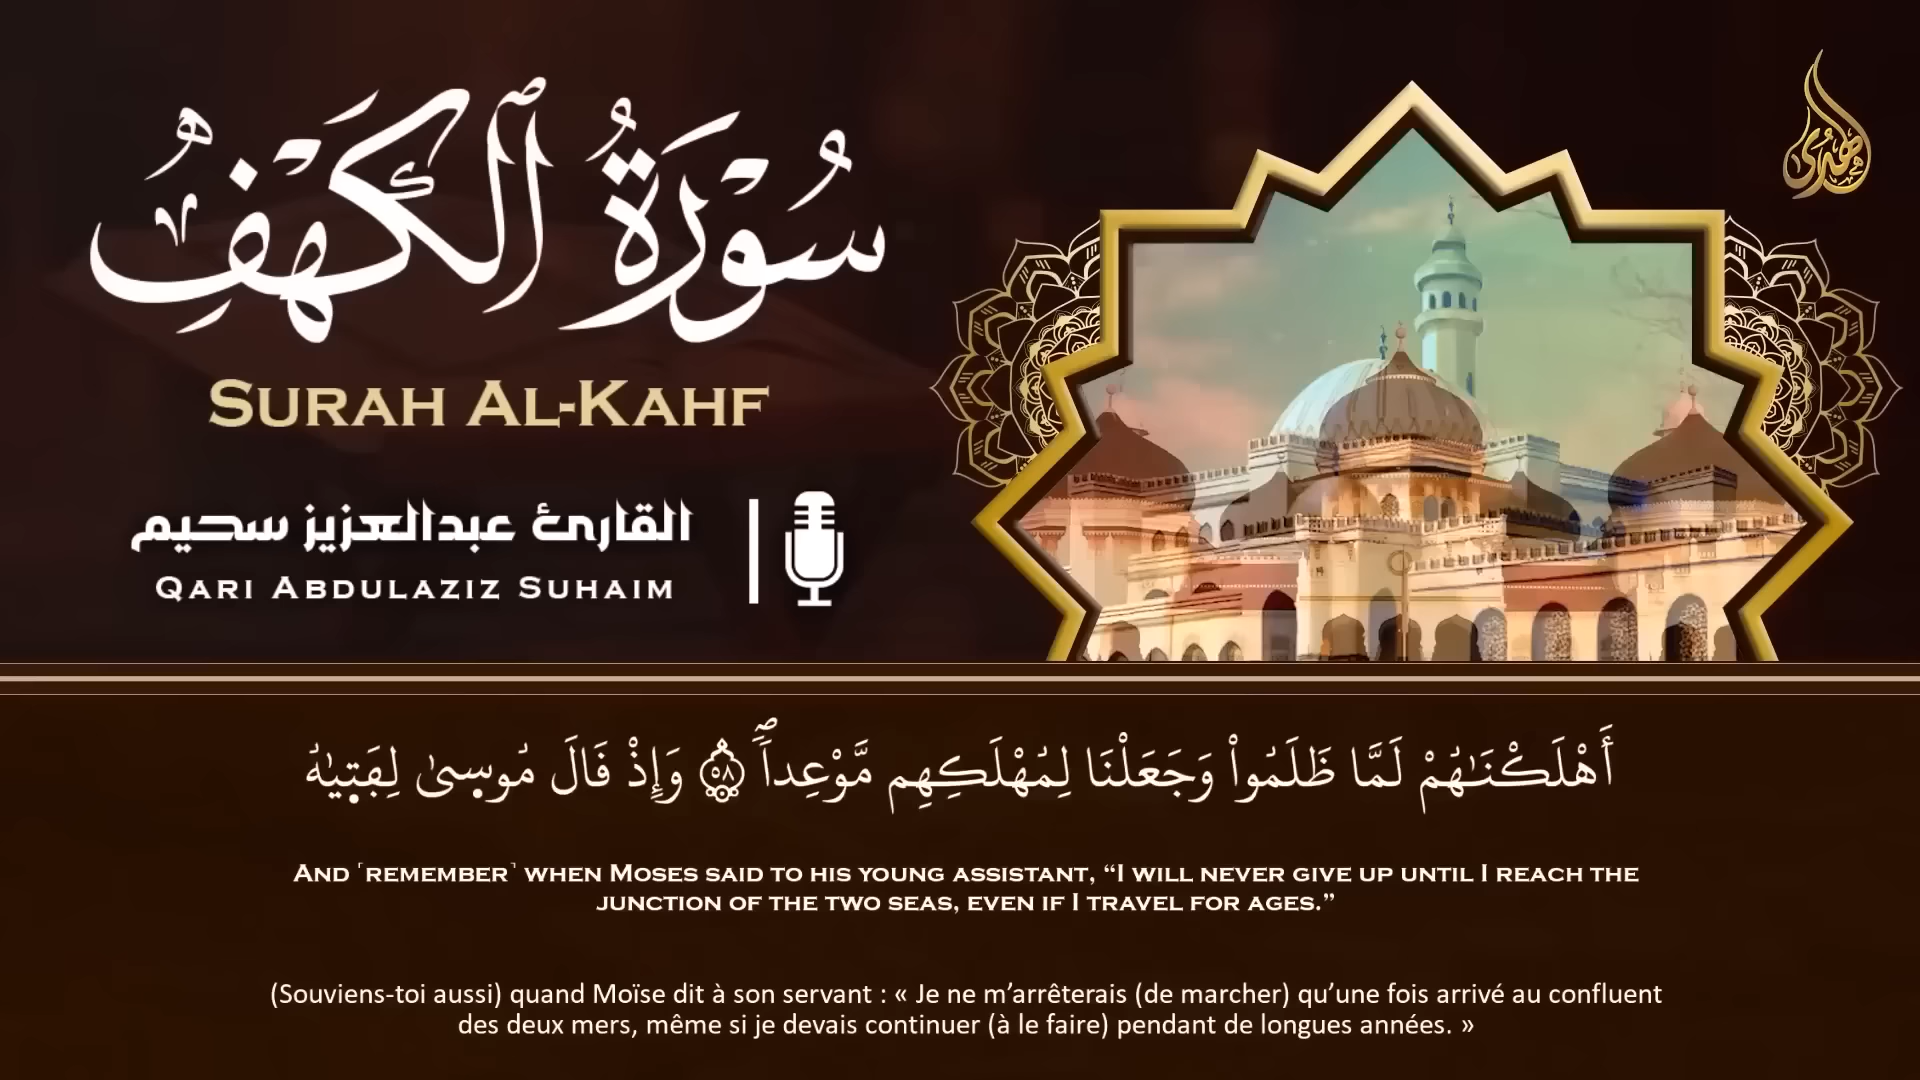 سُورَةُ ٱلْكَهْفِ
SURAH AL-KAHF
القارئ عبدالعزيز سحيم
QARI ABDULAZIZ SUHAIM
الهدى
أَهْلَكْنَٰهُمْ لَمَّا ظَلَمُواْ وَجَعَلْنَا لِمُهْلَكِهِم مَّوْعِداٗۖ ٥٨ وَإِذْ قَالَ مُوسۭيٰ لِفَتۭيٰهُ
AND ˹REMEMBER˺ WHEN MOSES SAID TO HIS YOUNG ASSISTANT, “I WILL NEVER GIVE UP UNTIL I REACH THE
JUNCTION OF THE TWO SEAS, EVEN IF I TRAVEL FOR AGES.”
(Souviens-toi aussi) quand Moïse dit à son servant : « Je ne m’arrêterais (de marcher) qu’une fois arrivé au confluent
des deux mers, même si je devais continuer (à le faire) pendant de longues années. »